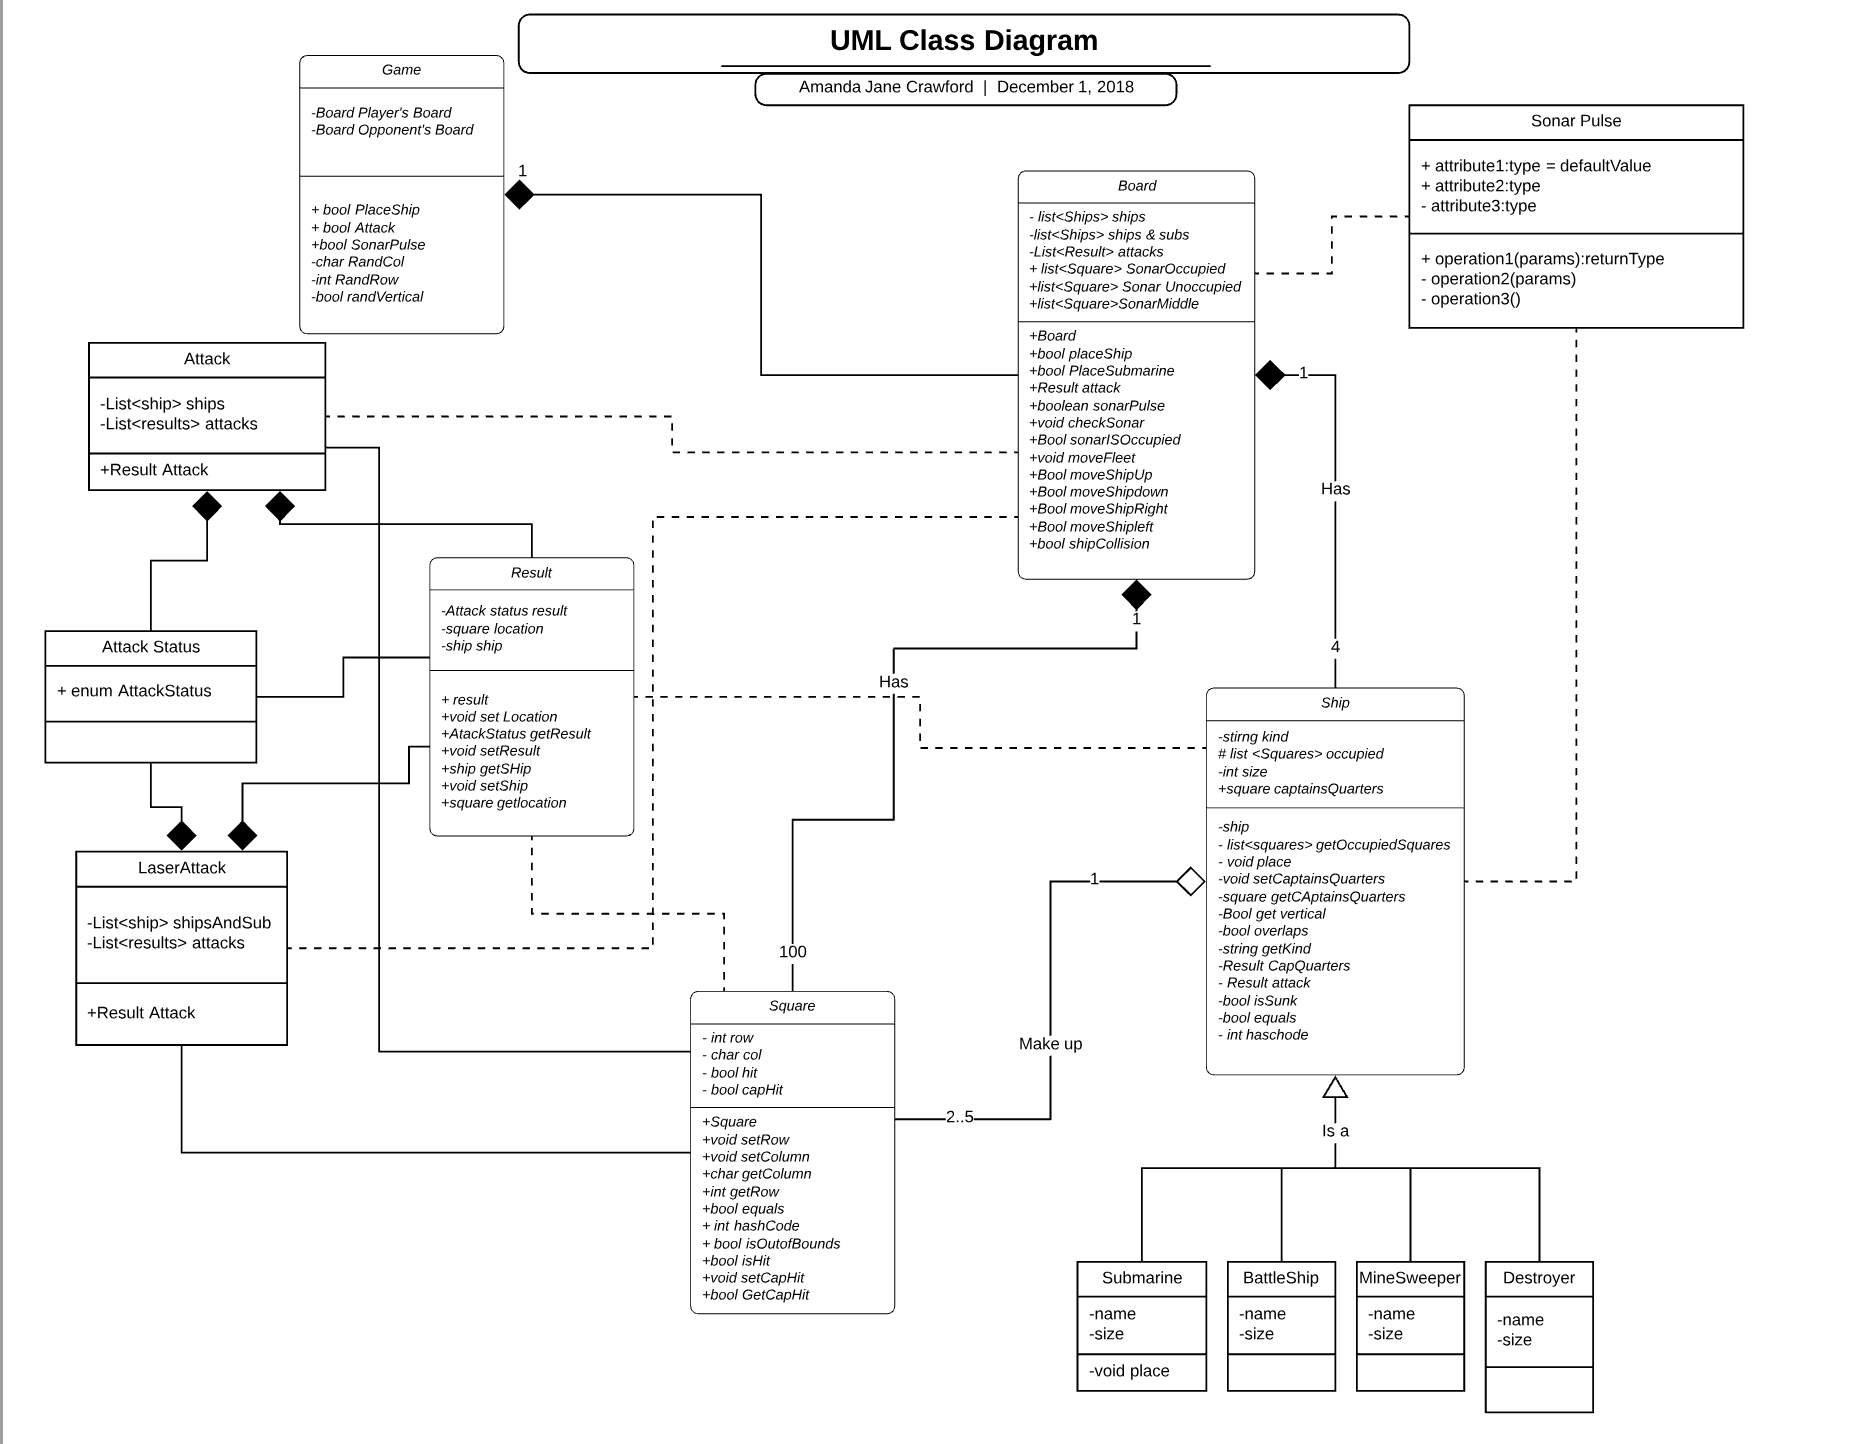 UML Class Diagram
Amanda Jane Crawford | December 1, 2018
Game
-Board Player's Board
-Board Opponent's Board
+ bool PlaceShip
+ bool Attack
+bool SonarPulse
-char RandCol
-int RandRow
-bool randVertical
1
Board
- list<Ships> ships
-list<Ships> ships & subs
-List<Result> attacks
+ list<Square> SonarOccupied
+list<Square> Sonar Unoccupied
+list<Square>SonarMiddle
+Board
+bool placeShip
+bool PlaceSubmarine
+Result attack
+boolean sonarPulse
+void checkSonar
+Bool sonarISOccupied
+void moveFleet
+Bool moveShipUp
+Bool moveShipdown
+Bool moveShipRight
+Bool moveShipleft
+bool shipCollision
Sonar Pulse
+ attribute1:type = defaultValue
+ attribute2:type
- attribute3:type
+ operation1(params):returnType
- operation2(params)
- operation3()
Attack
-List<ship> ships
-List<results> attacks
+Result Attack
1
Has
4
1
Has
100
Result
-Attack status result
-square location
-ship ship
+ result
+void set Location
+AtackStatus getResult
+void setResult
+ship getSHip
+void setShip
+square getlocation
Attack Status
+ enum AttackStatus
LaserAttack
-List<ship> shipsAndSub
-List<results> attacks
+Result Attack
Ship
-stirng kind
# list <Squares> occupied
-int size
+square captainsQuarters
-ship
- list<squares> getOccupiedSquares
- void place
-void setCaptainsQuarters
-square getCAptainsQuarters
-Bool get vertical
-bool overlaps
-string getKind
-Result CapQuarters
- Result attack
-bool isSunk
-bool equals
- int haschode
1
Make up
2..5
Square
- int row
- char col
- bool hit
- bool capHit
+Square
+void setRow
+void setColumn
+char getColumn
+int getRow
+bool equals
+ int hashCode
+ bool isOutofBounds
+bool isHit
+void setCapHit
+bool GetCapHit
Is a
Submarine
-name
-size
-void place
BattleShip
-name
-size
MineSweeper
-name
-size
Destroyer
-name
-size